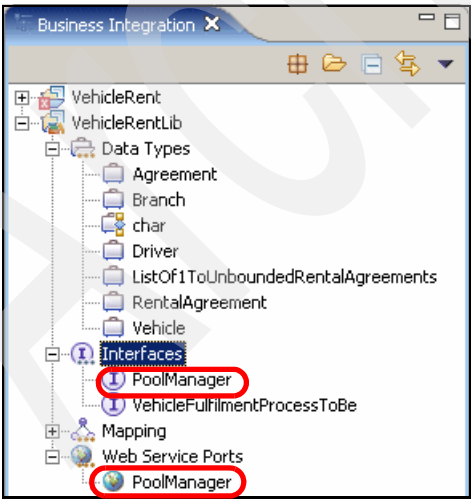 Business Integration
VehicleRent
VehicleRentLib
Data Types
Agreement
Branch
char
Driver
ListOf1ToUnboundedRentalAgreements
RentalAgreement
Vehicle
Interfaces
PoolManager
VehicleFulfilmentProcessToBe
Mapping
Web Service Ports
PoolManager